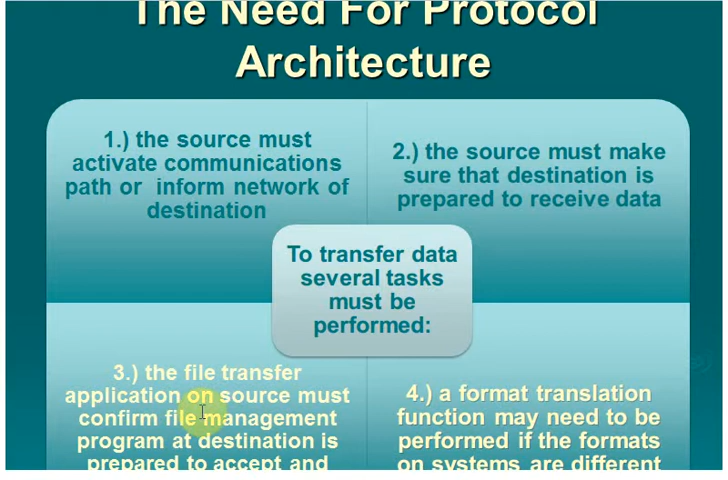 The Need For Protocol
Architecture
1.) the source must
activate communications
path or inform network of
destination
2.) the source must make
sure that destination is
prepared to receive data
To transfer data
several tasks
must be
performed:
3.) the file transfer
application on source must
confirm file management
program at destination is
prepared to accept and
4.) a format translation
function may need to be
performed if the formats
on systems are different